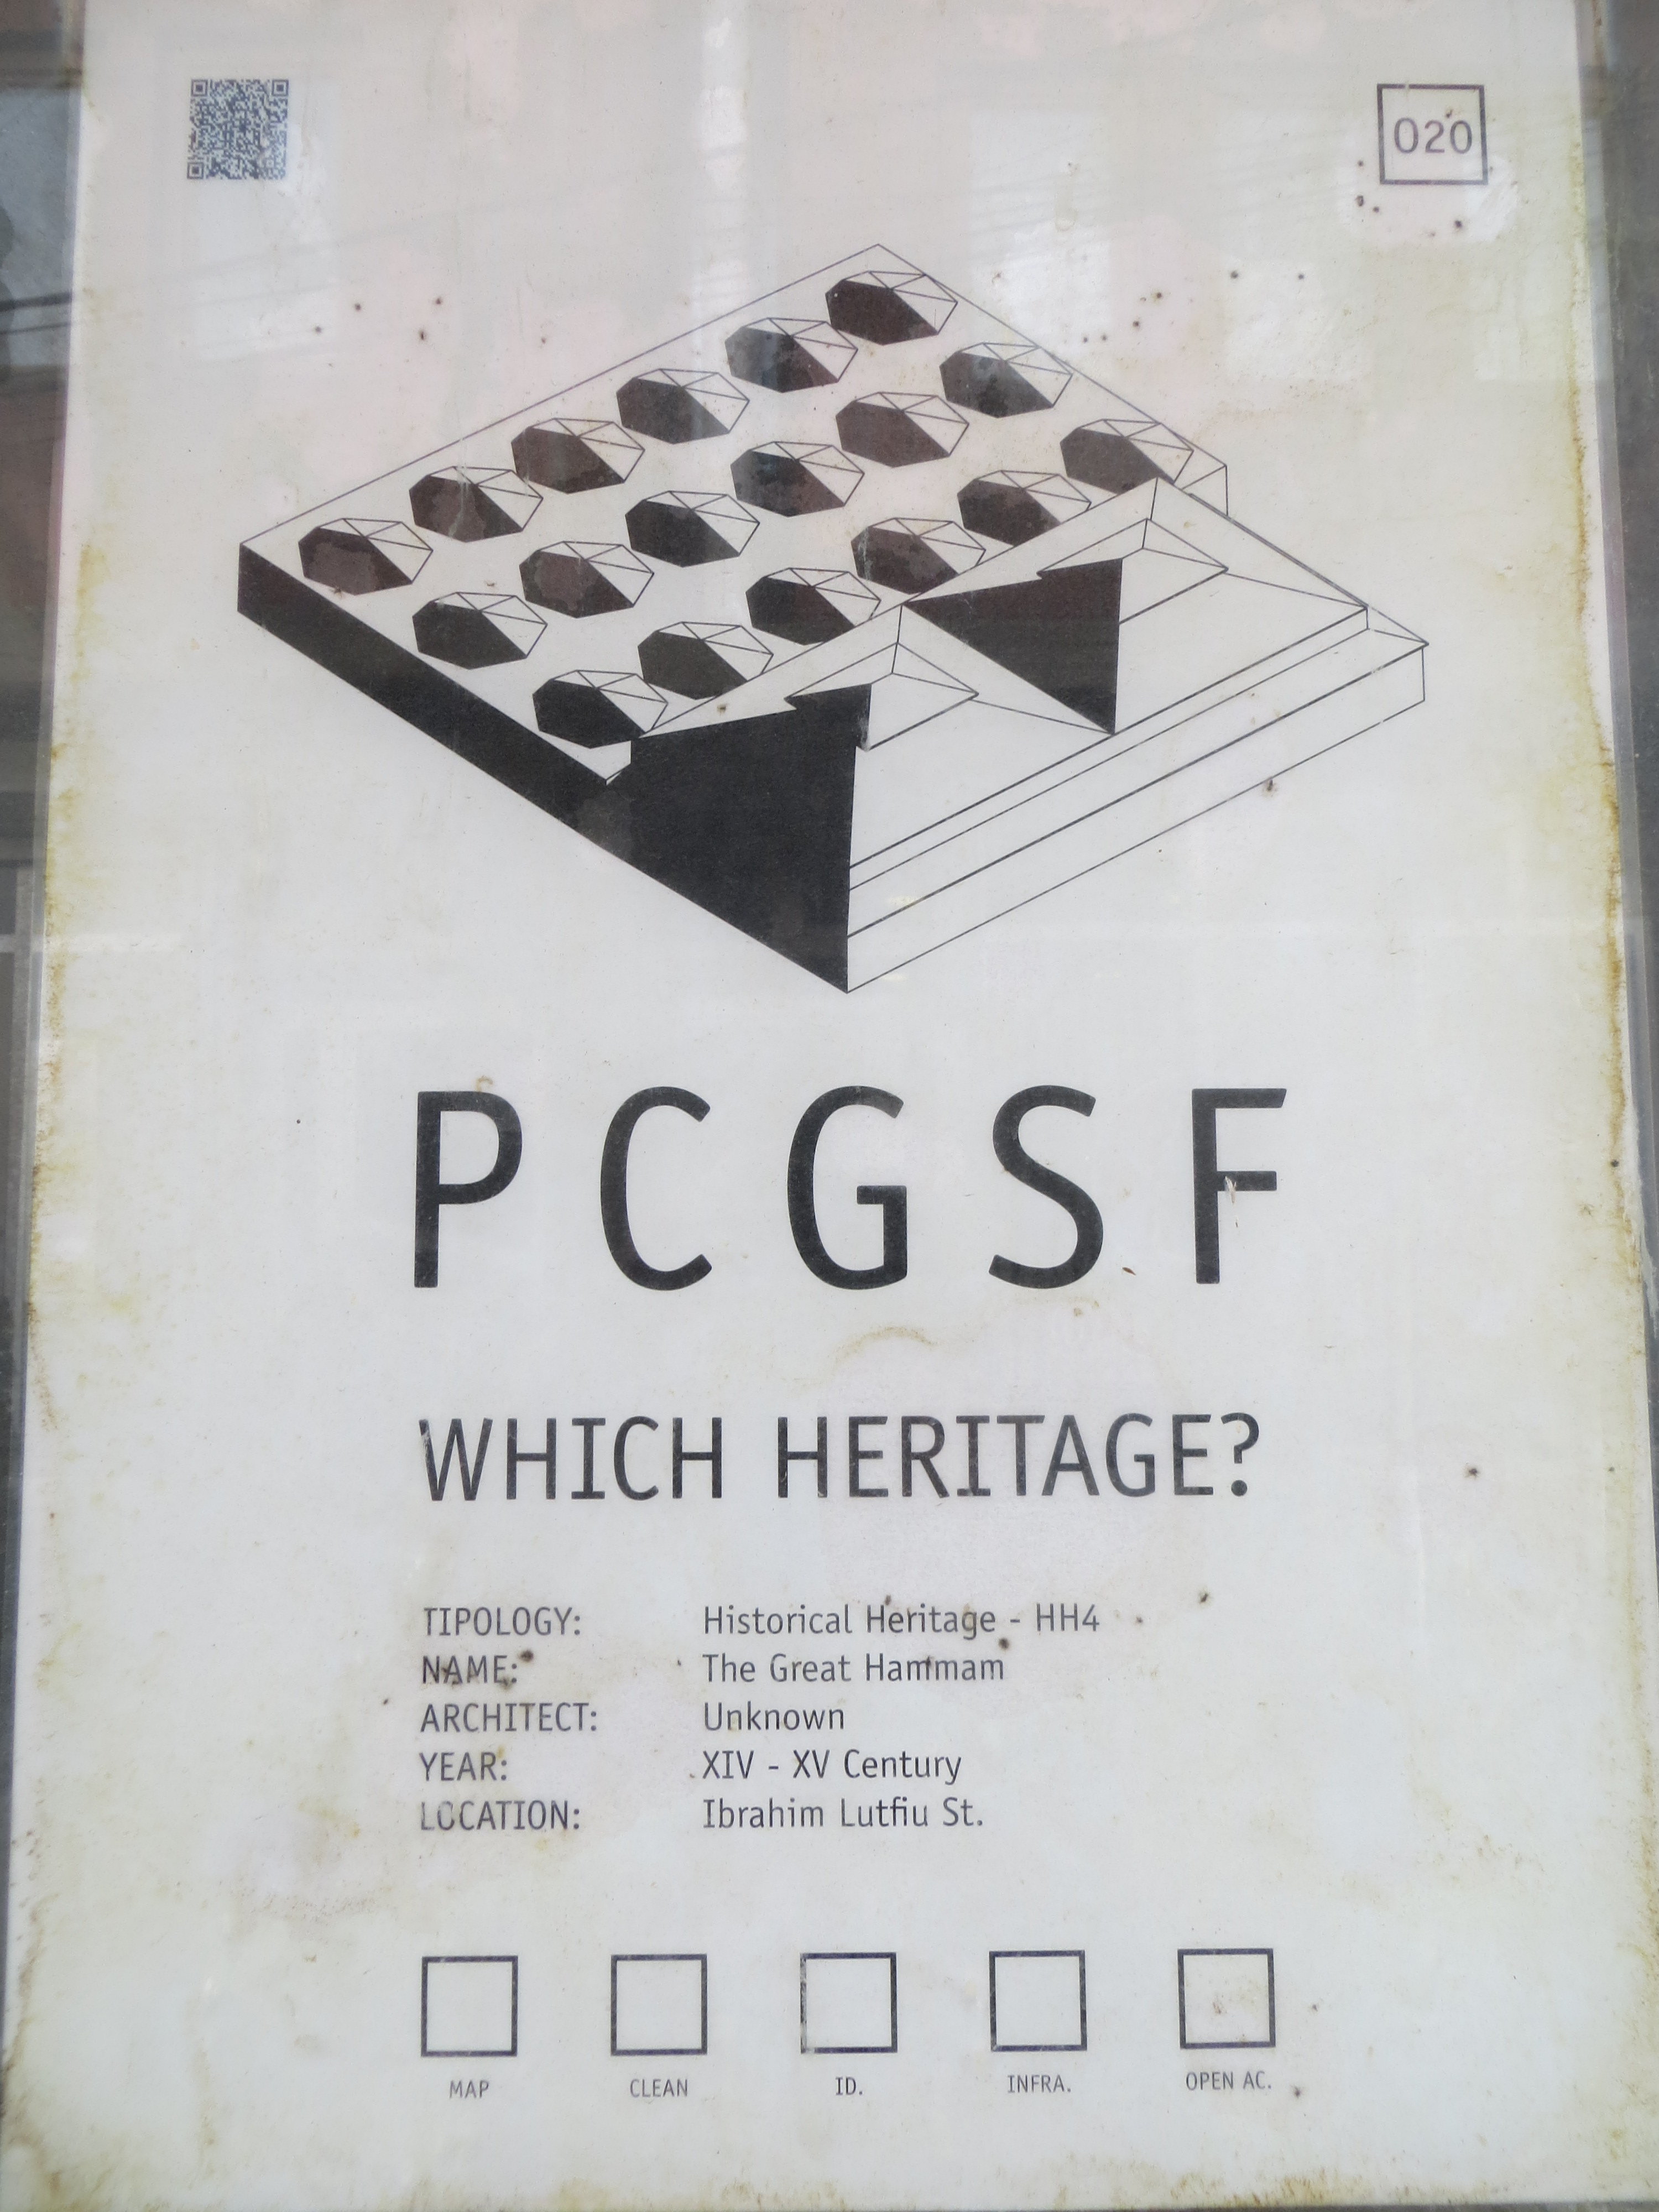 020
P C G S F
WHICH HERITAGE?
TIPOLOGY: Historical Heritage - HH4
NAME: The Great Hammam
ARCHITECT: Unknown
YEAR: XIV - XV Century
LOCATION: Ibrahim Lutfiu St.
MAP CLEAN ID. INFRA. OPEN AC.